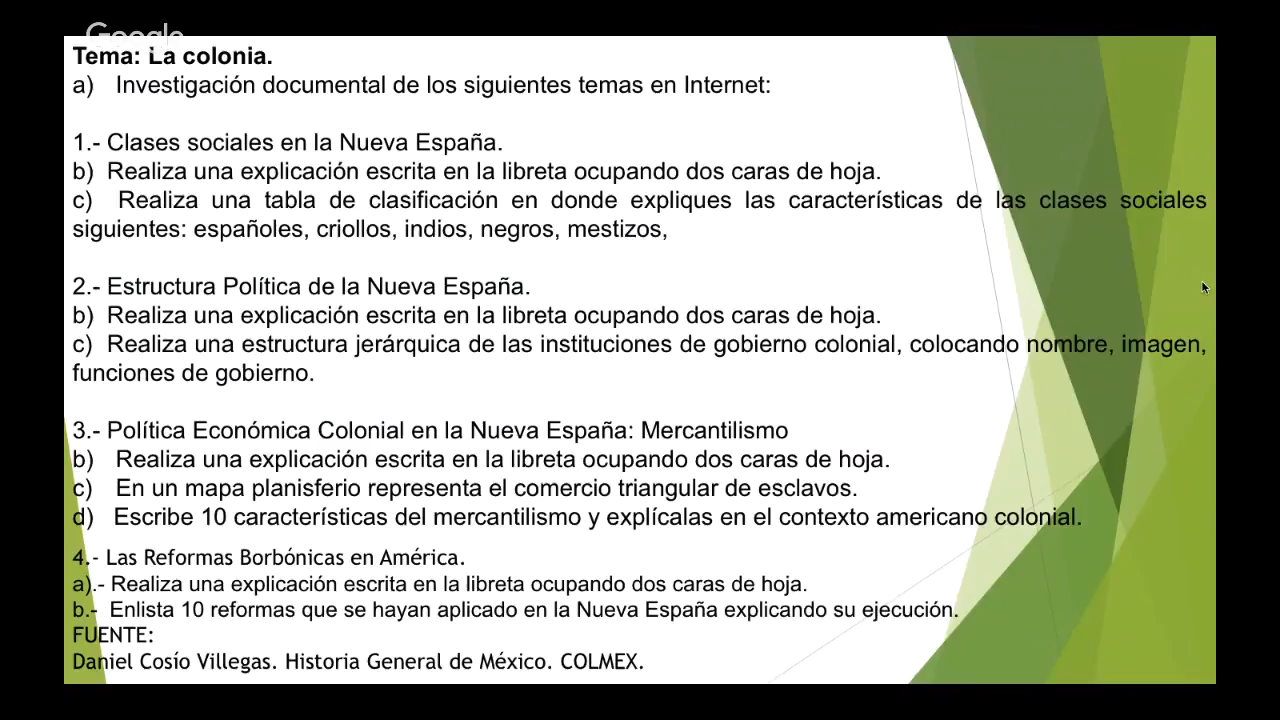 Google
Tema: La colonia.
a) Investigación documental de los siguientes temas en Internet:
1.- Clases sociales en la Nueva España.
b) Realiza una explicación escrita en la libreta ocupando dos caras de hoja.
c) Realiza una tabla de clasificación en donde expliques las características de las clases sociales
siguientes: españoles, criollos, indios, negros, mestizos,
2.- Estructura Política de la Nueva España.
b) Realiza una explicación escrita en la libreta ocupando dos caras de hoja.
c) Realiza una estructura jerárquica de las instituciones de gobierno colonial, colocando nombre, imagen,
funciones de gobierno.
3.- Política Económica Colonial en la Nueva España: Mercantilismo
b) Realiza una explicación escrita en la libreta ocupando dos caras de hoja.
c) En un mapa planisferio representa el comercio triangular de esclavos.
d) Escribe 10 características del mercantilismo y explícalas en el contexto americano colonial.
4.- Las Reformas Borbónicas en América.
a).- Realiza una explicación escrita en la libreta ocupando dos caras de hoja.
b.- Enlista 10 reformas que se hayan aplicado en la Nueva España explicando su ejecución.
FUENTE:
Daniel Cosío Villegas. Historia General de México. COLMEX.